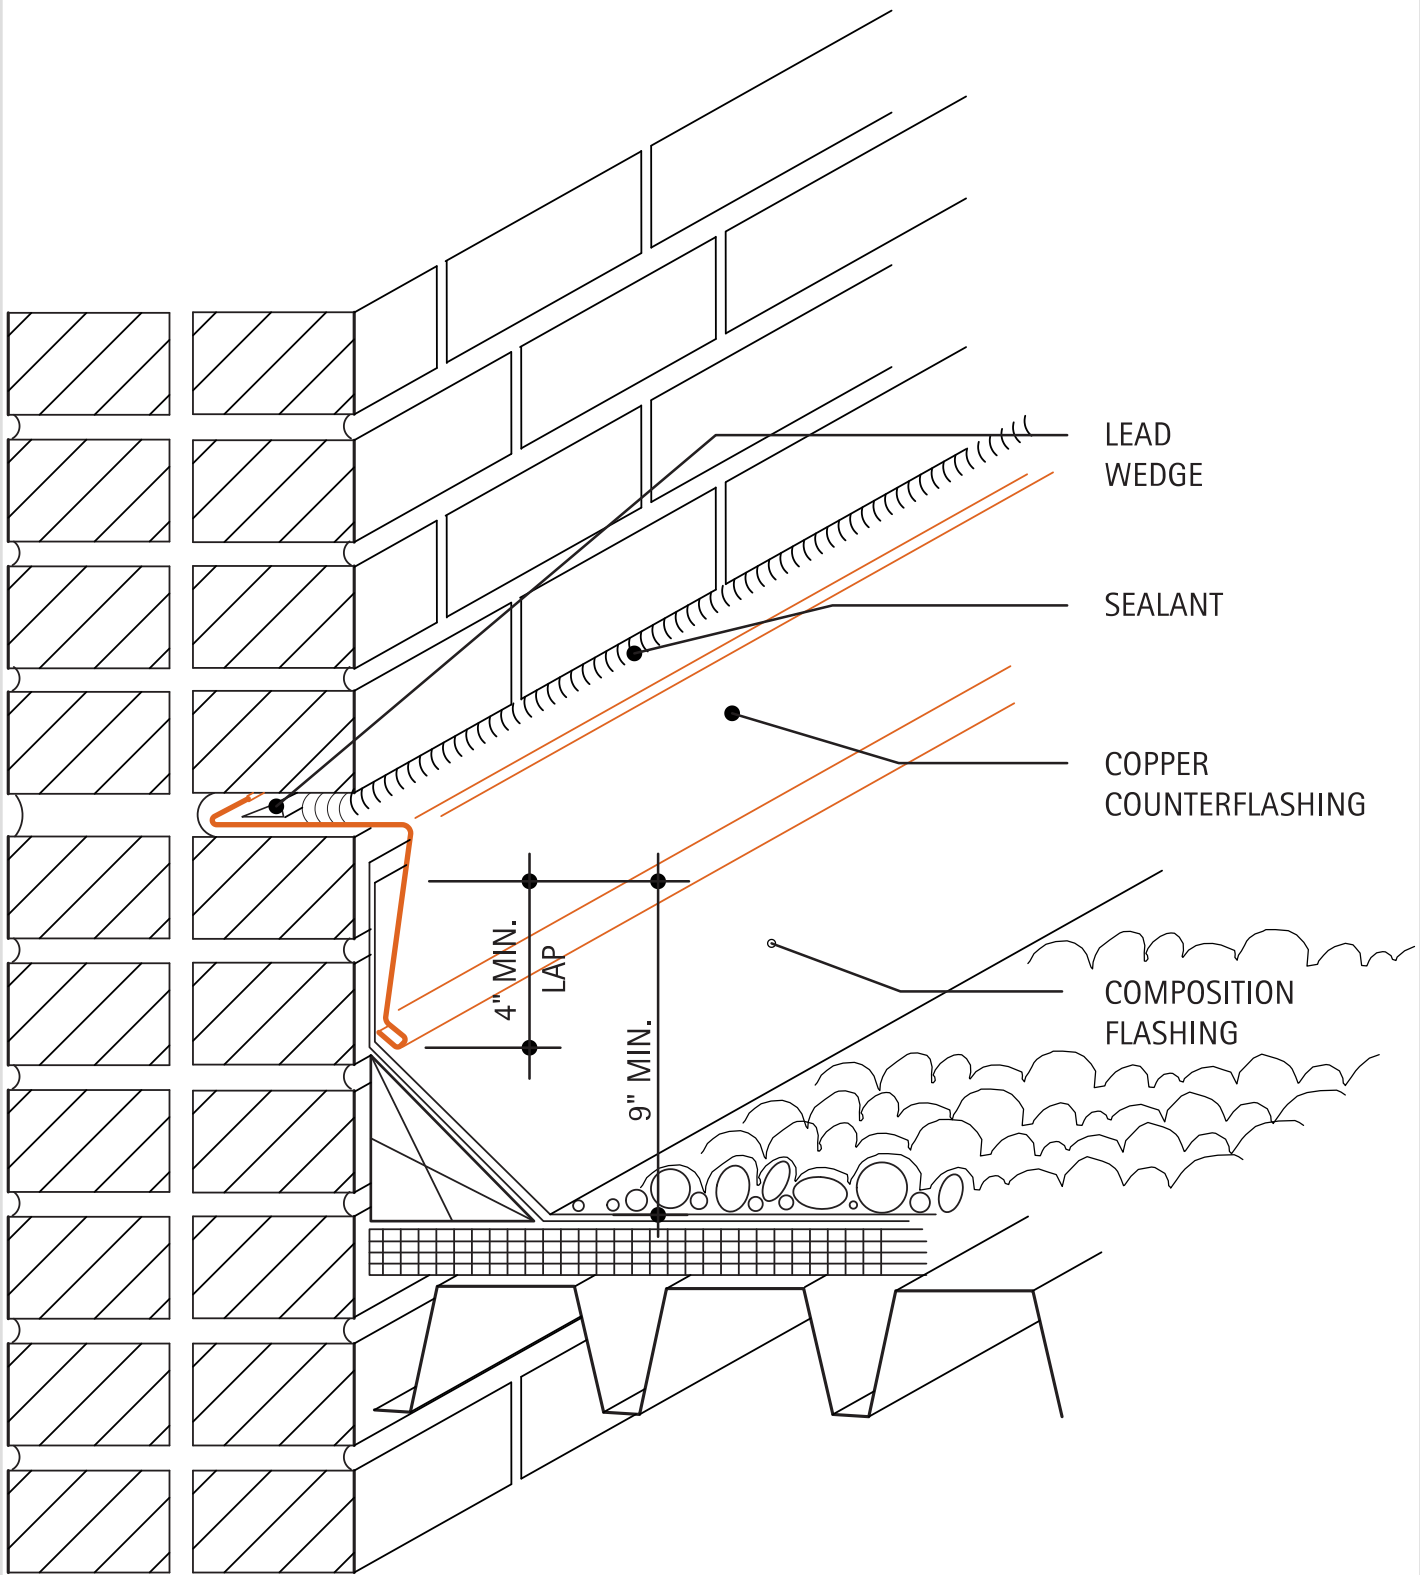 LEAD
WEDGE
SEALANT
COPPER
COUNTERFLASHING
4" MIN.
LAP
9" MIN.
COMPOSITION
FLASHING